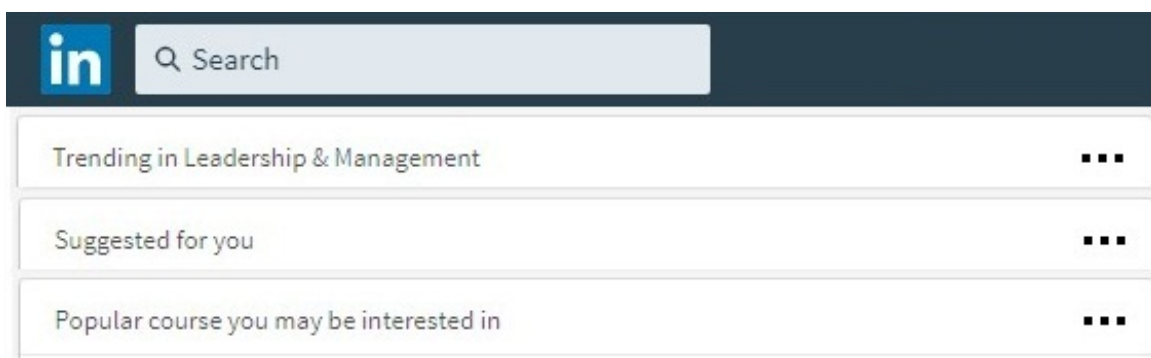 in
Search
Trending in Leadership & Management
Suggested for you
Popular course you may be interested in